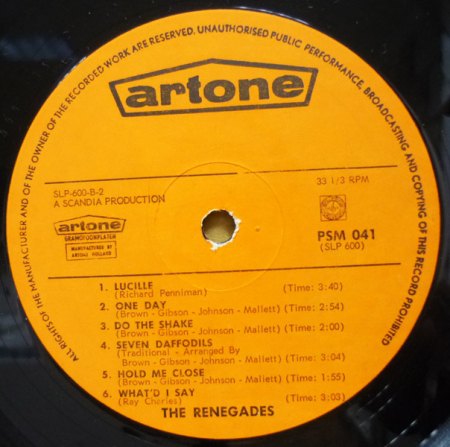 ALL RIGHTS OF THE MANUFACTURER AND OF THE OWNER OF THE RECORDED WORK ARE RESERVED, UNAUTHORISED PUBLIC PERFORMANCE, BROADCASTING AND COPYING OF THIS RECORD PROHIBITED
artone
SLP-600-B-2
A SCANDIA PRODUCTION
33 1/3 RPM
artone
GRAMOFOONPLATEN
MANUFACTURED BY
ARTONE HOLLAND
PSM 041
(SLP 600)
1. LUCILLE
(Richard Penniman) (Time: 3:40)
2. ONE DAY
(Brown - Gibson - Johnson - Mallett) (Time: 2:54)
3. DO THE SHAKE
(Brown - Gibson - Johnson - Mallett) (Time: 2:00)
4. SEVEN DAFFODILS
(Traditional - Arranged By
Brown - Gibson - Johnson - Mallett) (Time: 3:04)
5. HOLD ME CLOSE
(Brown - Gibson - Johnson - Mallett) (Time: 1:55)
6. WHAT'D I SAY
(Ray Charles) (Time: 3:03)
THE RENEGADES